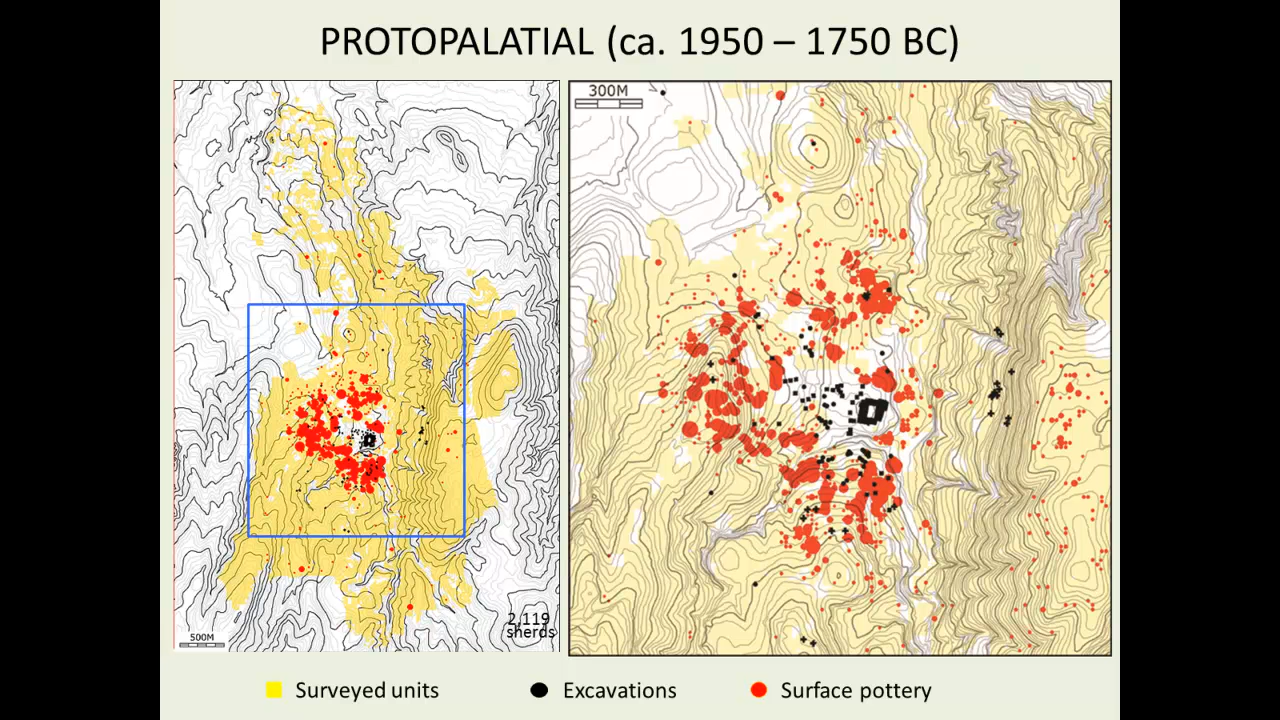 PROTOPALATIAL (ca. 1950 – 1750 BC)
300M
500M
2,119
sherds
Surveyed units
Excavations
Surface pottery